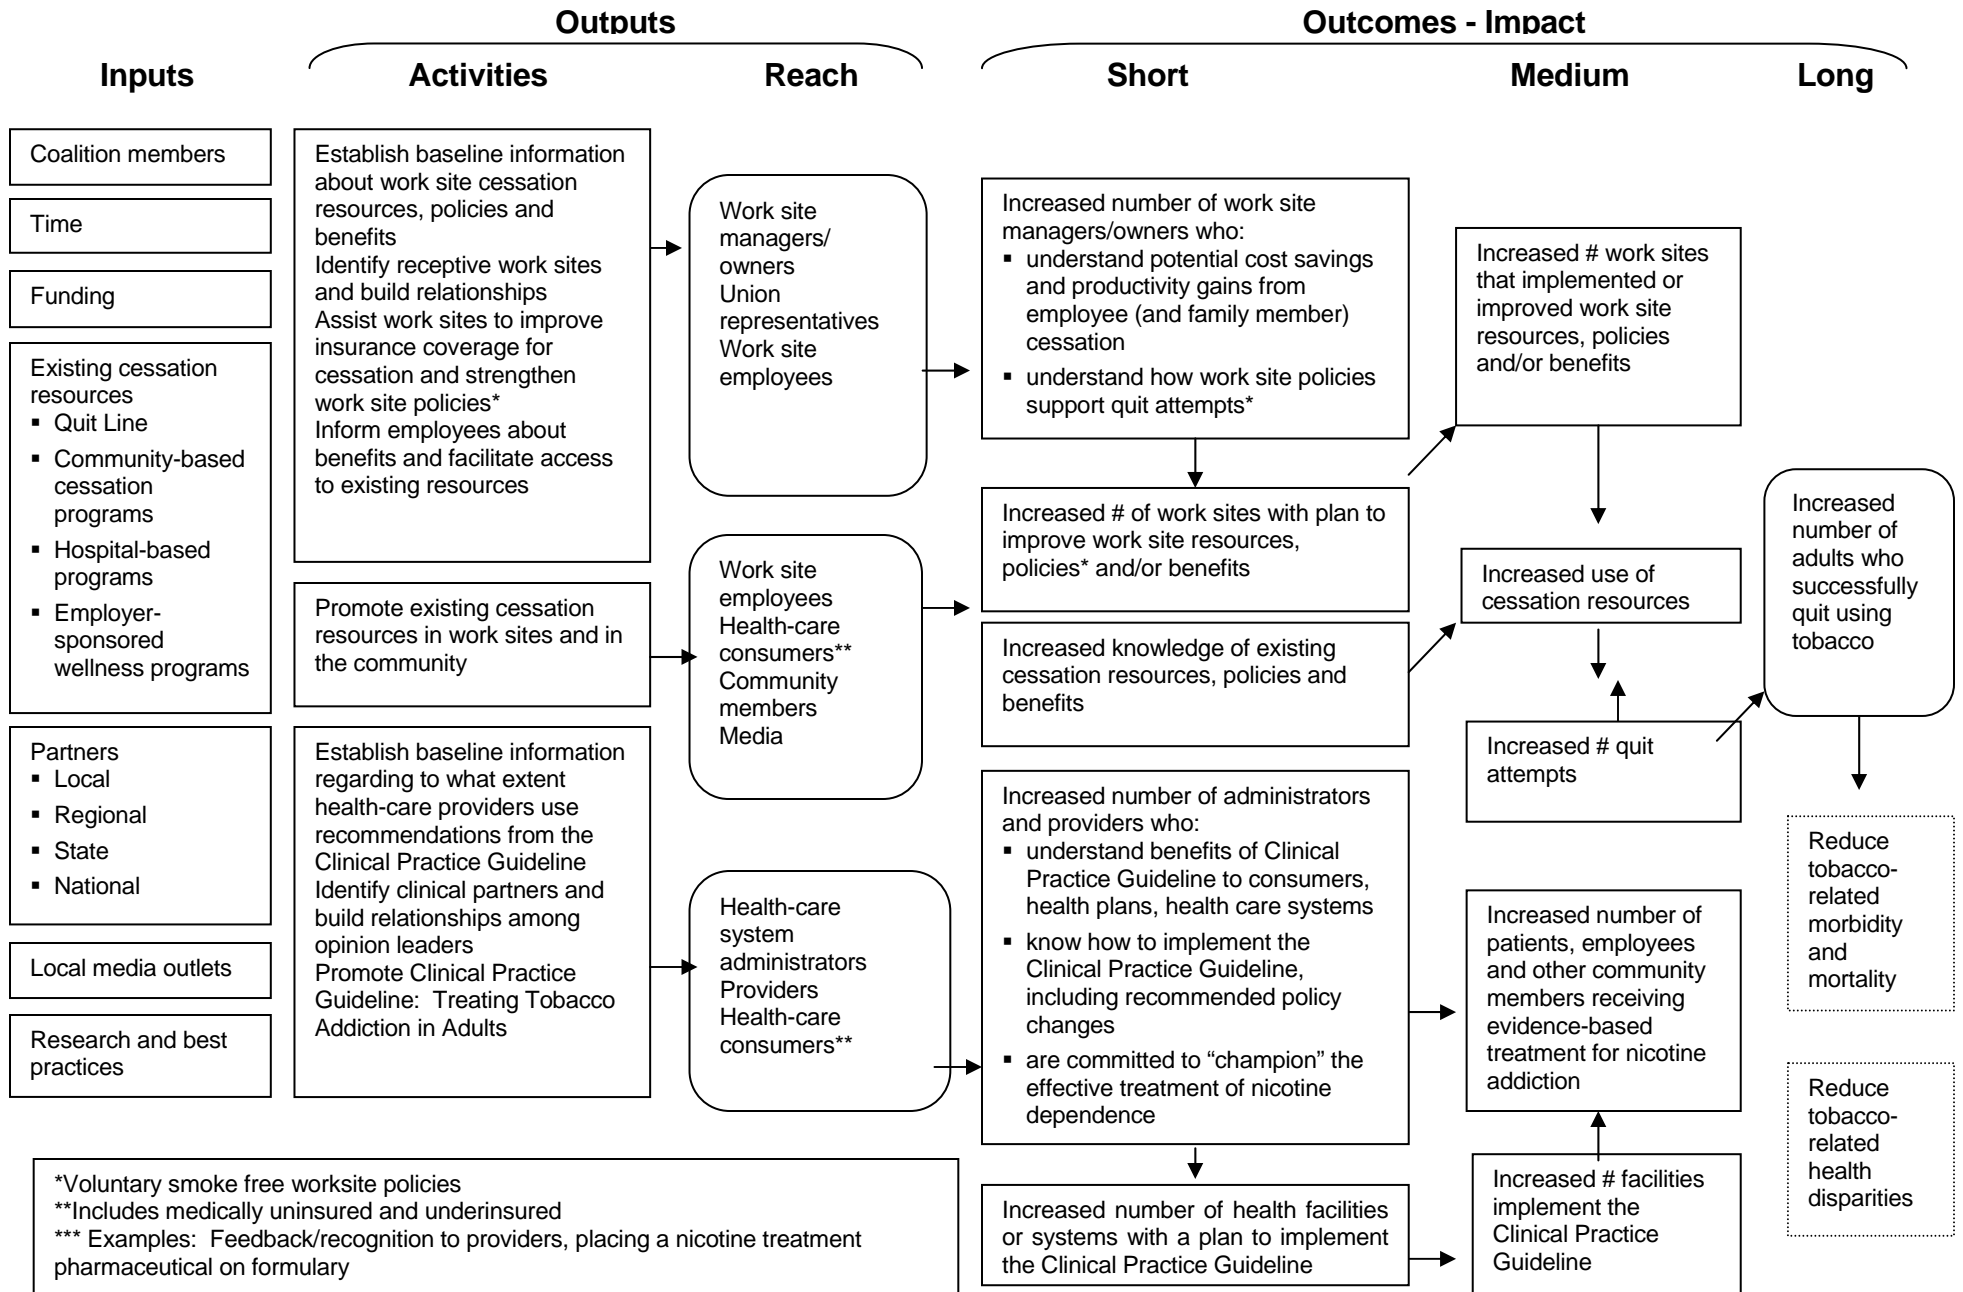 Outputs
Outcomes - Impact
Inputs
Activities
Reach
Short
Medium
Long
Coalition members
Time
Funding
Existing cessation
resources
▪ Quit Line
▪ Community-based
cessation
programs
▪ Hospital-based
programs
▪ Employer-
sponsored
wellness programs
Partners
▪ Local
▪ Regional
▪ State
▪ National
Local media outlets
Research and best
practices
Establish baseline information
about work site cessation
resources, policies and
benefits
Identify receptive work sites
and build relationships
Assist work sites to improve
insurance coverage for
cessation and strengthen
work site policies*
Inform employees about
benefits and facilitate access
to existing resources
Promote existing cessation
resources in work sites and in
the community
Establish baseline information
regarding to what extent
health-care providers use
recommendations from the
Clinical Practice Guideline
Identify clinical partners and
build relationships among
opinion leaders
Promote Clinical Practice
Guideline: Treating Tobacco
Addiction in Adults
Work site
managers/
owners
Union
representatives
Work site
employees
Work site
employees
Health-care
consumers**
Community
members
Media
Health-care
system
administrators
Providers
Health-care
consumers**
Increased number of work site
managers/owners who:
▪ understand potential cost savings
and productivity gains from
employee (and family member)
cessation
▪ understand how work site policies
support quit attempts*
Increased # of work sites with plan to
improve work site resources,
policies* and/or benefits
Increased knowledge of existing
cessation resources, policies and
benefits
Increased number of administrators
and providers who:
▪ understand benefits of Clinical
Practice Guideline to consumers,
health plans, health care systems
▪ know how to implement the
Clinical Practice Guideline,
including recommended policy
changes
▪ are committed to “champion” the
effective treatment of nicotine
dependence
Increased number of health facilities
or systems with a plan to implement
the Clinical Practice Guideline
Increased # work sites
that implemented or
improved work site
resources, policies
and/or benefits
Increased use of
cessation resources
Increased # quit
attempts
Increased number of
patients, employees
and other community
members receiving
evidence-based
treatment for nicotine
addiction
Increased # facilities
implement the
Clinical Practice
Guideline
Increased
number of
adults who
successfully
quit using
tobacco
Reduce
tobacco-
related
morbidity
and
mortality
Reduce
tobacco-
related
health
disparities
*Voluntary smoke free worksite policies
**Includes medically uninsured and underinsured
*** Examples: Feedback/recognition to providers, placing a nicotine treatment
pharmaceutical on formulary